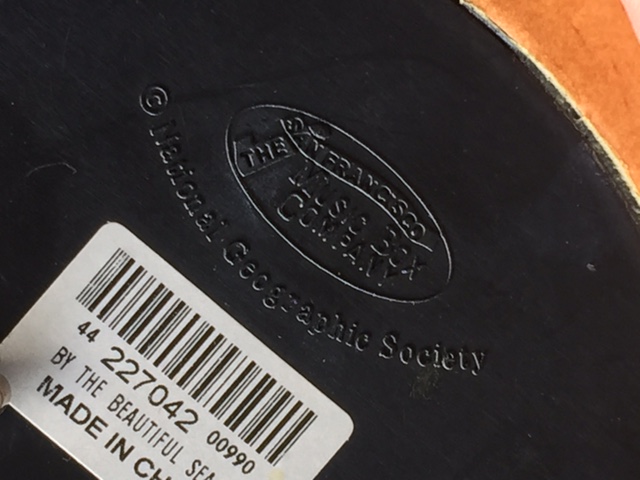 © National Geographic Society
THE
SAN FRANCISCO
MUSIC BOX
COMPANY
44 227042 00990
BY THE BEAUTIFUL SEA
MADE IN CH